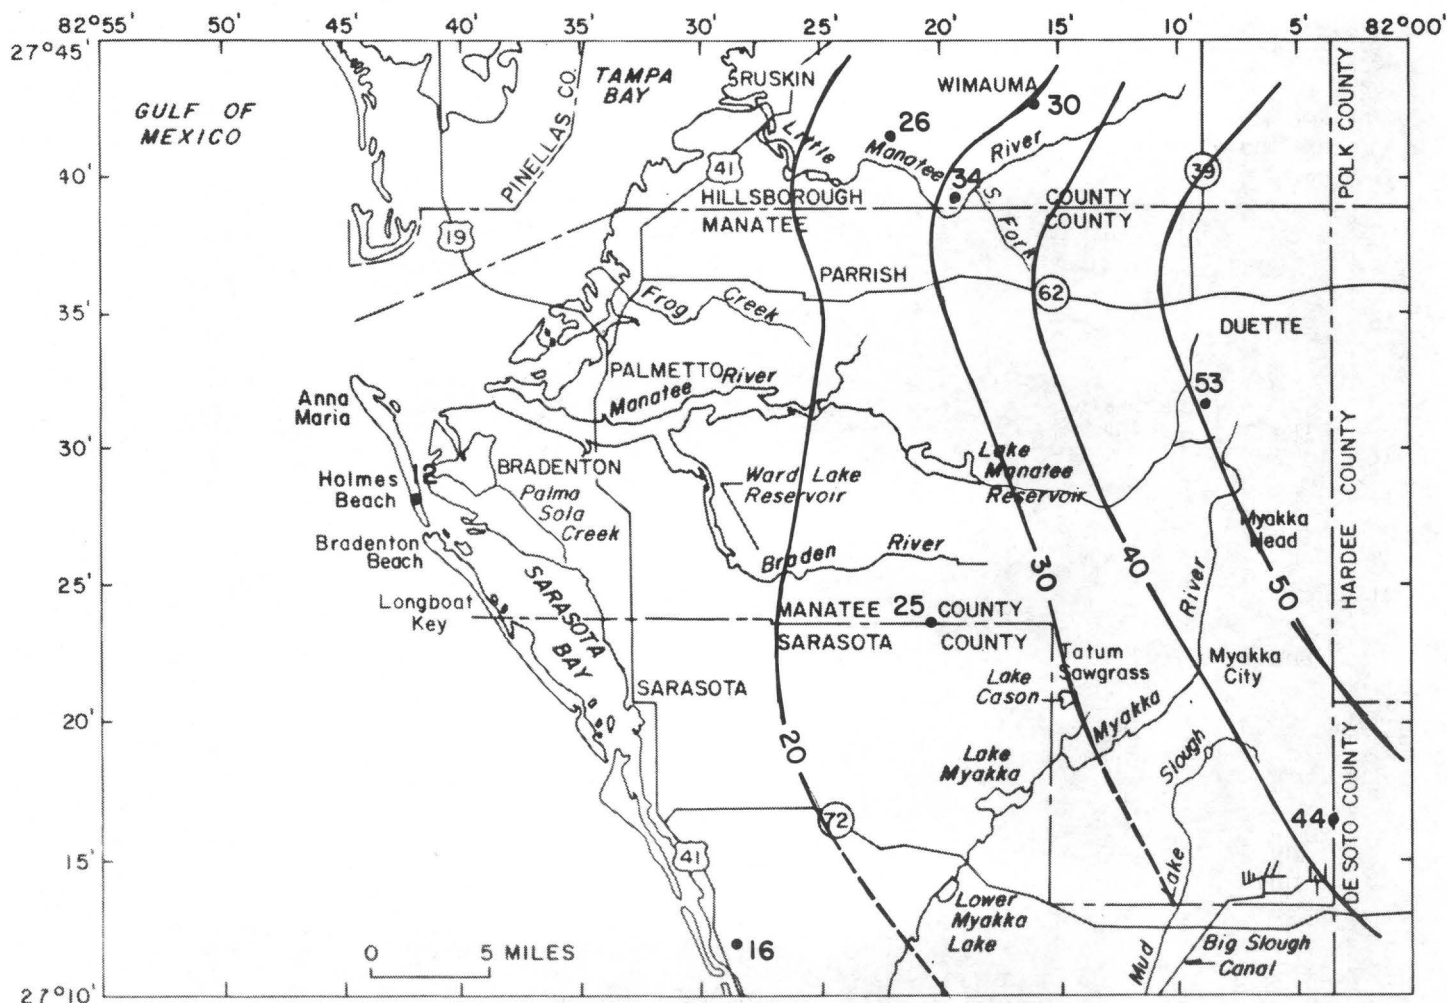 82°55' 50' 45' 40' 35' 30' 25' 20' 15' 10' 5' 82°00'
27°45'
GULF OF
MEXICO
PINELLAS CO.
TAMPA
BAY
RUSKIN
WIMAUMA
30
26
Little
Manatee
River
34
S.
Fork
39
POLK COUNTY
40'
41
HILLSBOROUGH COUNTY
MANATEE COUNTY
19
PARRISH
62
35'
Frog Creek
DUETTE
PALMETTO
Manatee River
53
Anna
Maria
30'
12
BRADENTON
Holmes
Beach
Palma
Sola
Creek
Ward Lake
Reservoir
Lake
Manatee
Reservoir
Bradenton
Beach
Braden River
Myakka
Head
HARDEE COUNTY
25'
30
40
50
River
Longboat
Key
SARASOTA
BAY
MANATEE COUNTY
25
SARASOTA COUNTY
Tatum
Sawgrass
Myakka
City
Lake
Cason
SARASOTA
20'
20
Myakka
Lake
Myakka
Slough
72
44
DE SOTO COUNTY
15'
41
Lake
Lower
Myakka
Lake
16
0 5 MILES
Mud
Big Slough
Canal
27°10'